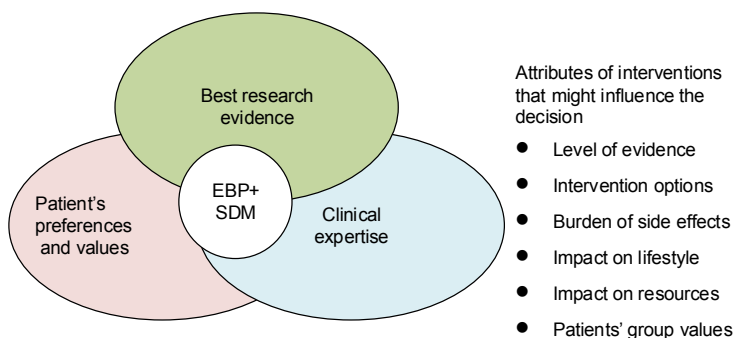 Best research
evidence
Patient's
preferences
and values
EBP+
SDM
Clinical
expertise
Attributes of interventions
that might influence the
decision
● Level of evidence
● Intervention options
● Burden of side effects
● Impact on lifestyle
● Impact on resources
● Patients' group values